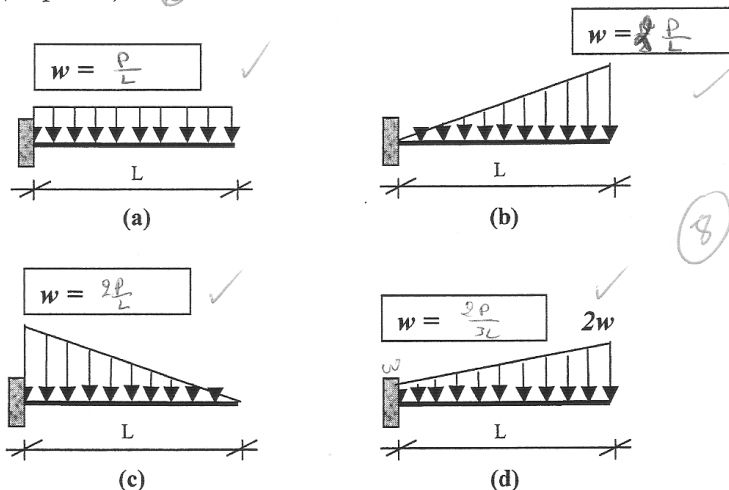 w = P/L
w = P/L
L
L
(a)
(b)
8
w = 2P/L
w = 2P/3L
2w
w
L
L
(c)
(d)